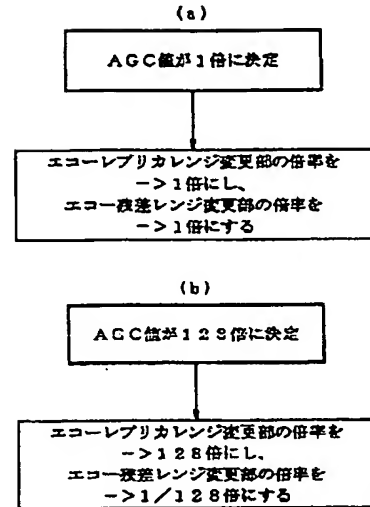 (a)
AGC値が1倍に決定
エコーレプリカレンジ変更部の倍率を
->1倍にし、
エコー残差レンジ変更部の倍率を
->1倍にする
(b)
AGC値が128倍に決定
エコーレプリカレンジ変更部の倍率を
->128倍にし、
エコー残差レンジ変更部の倍率を
->1/128倍にする